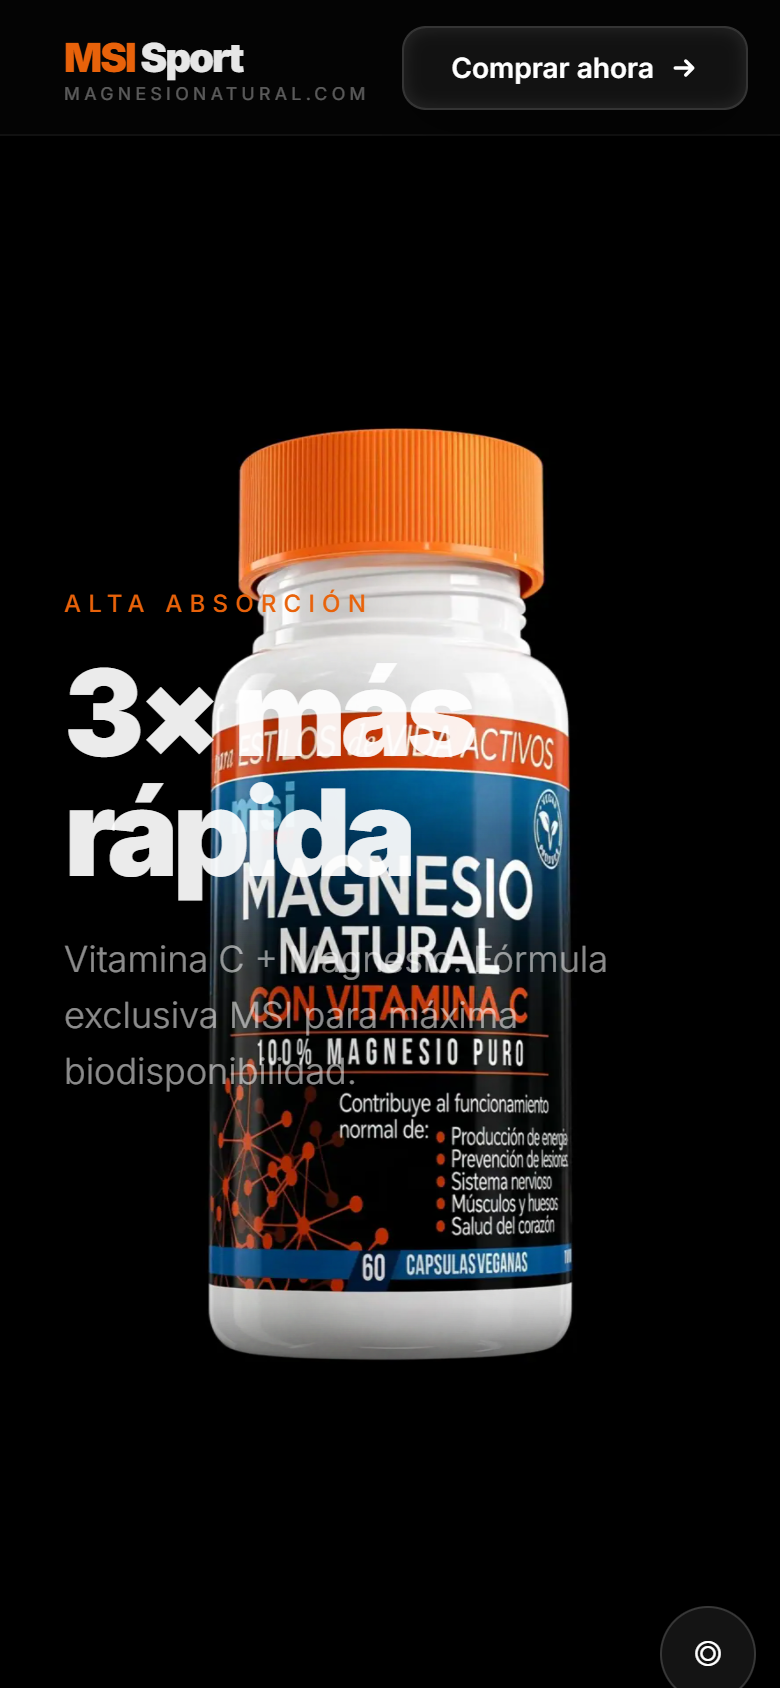 MSI Sport
MAGNESIONATURAL.COM
Comprar ahora →
ALTA ABSORCIÓN
3× más
rápida
Vitamina C + Magnesio. Fórmula
exclusiva MSI para máxima
biodisponibilidad.
para ESTILOS de VIDA ACTIVOS
msi
VEGAN
MAGNESIO
NATURAL
CON VITAMINA C
100% MAGNESIO PURO
Contribuye al funcionamiento
normal de:
Producción de energía
Prevención de lesiones
Sistema nervioso
Músculos y huesos
Salud del corazón
60 CAPSULAS VEGANAS